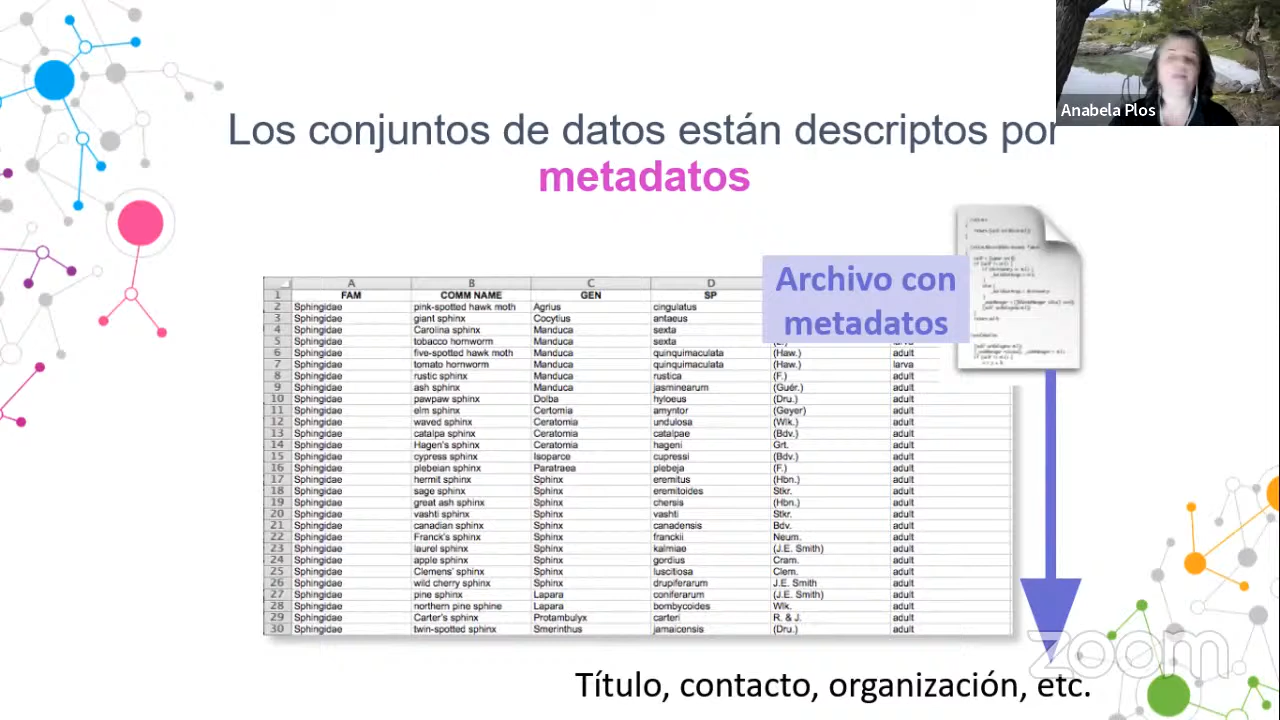 Anabela Plos
Los conjuntos de datos están descriptos por
metadatos
Archivo con
metadatos
A B C D
1 FAM COMM NAME GEN SP
2 Sphingidae pink-spotted hawk moth Agrius cingulatus
3 Sphingidae giant sphinx Cocytius antaeus
4 Sphingidae Carolina sphinx Manduca sexta
5 Sphingidae tobacco hornworm Manduca sexta larva
6 Sphingidae five-spotted hawk moth Manduca quinquimaculata (Haw.) adult
7 Sphingidae tomato hornworm Manduca quinquimaculata (Haw.) larva
8 Sphingidae rustic sphinx Manduca rustica (F.) adult
9 Sphingidae ash sphinx Manduca jasminearum (Guér.) adult
10 Sphingidae pawpaw sphinx Dolba hyloeus (Dru.) adult
11 Sphingidae elm sphinx Certomia amyntor (Geyer) adult
12 Sphingidae waved sphinx Ceratomia undulosa (Wlk.) adult
13 Sphingidae catalpa sphinx Ceratomia catalpae (Bdv.) adult
14 Sphingidae Hagen's sphinx Ceratomia hageni Grt. adult
15 Sphingidae cypress sphinx Isoparce cupressi (Bdv.) adult
16 Sphingidae plebeian sphinx Paratraea plebeja (F.) adult
17 Sphingidae hermit sphinx Sphinx eremitus (Hbn.) adult
18 Sphingidae sage sphinx Sphinx eremitoides Stkr. adult
19 Sphingidae great ash sphinx Sphinx chersis (Hbn.) adult
20 Sphingidae vashti sphinx Sphinx vashti Stkr. adult
21 Sphingidae canadian sphinx Sphinx canadensis Bdv. adult
22 Sphingidae Franck's sphinx Sphinx franckii Neum. adult
23 Sphingidae laurel sphinx Sphinx kalmiae (J.E. Smith) adult
24 Sphingidae apple sphinx Sphinx gordius Cram. adult
25 Sphingidae Clemens' sphinx Sphinx luscitiosa Clem. adult
26 Sphingidae wild cherry sphinx Sphinx drupiferarum J.E. Smith adult
27 Sphingidae pine sphinx Lapara coniferarum (J.E. Smith) adult
28 Sphingidae northern pine sphine Lapara bombycoides Wlk. adult
29 Sphingidae Carter's sphinx Protambulyx carteri R. & J. adult
30 Sphingidae twin-spotted sphinx Smerinthus jamaicensis (Dru.) adult
zoom
Título, contacto, organización, etc.